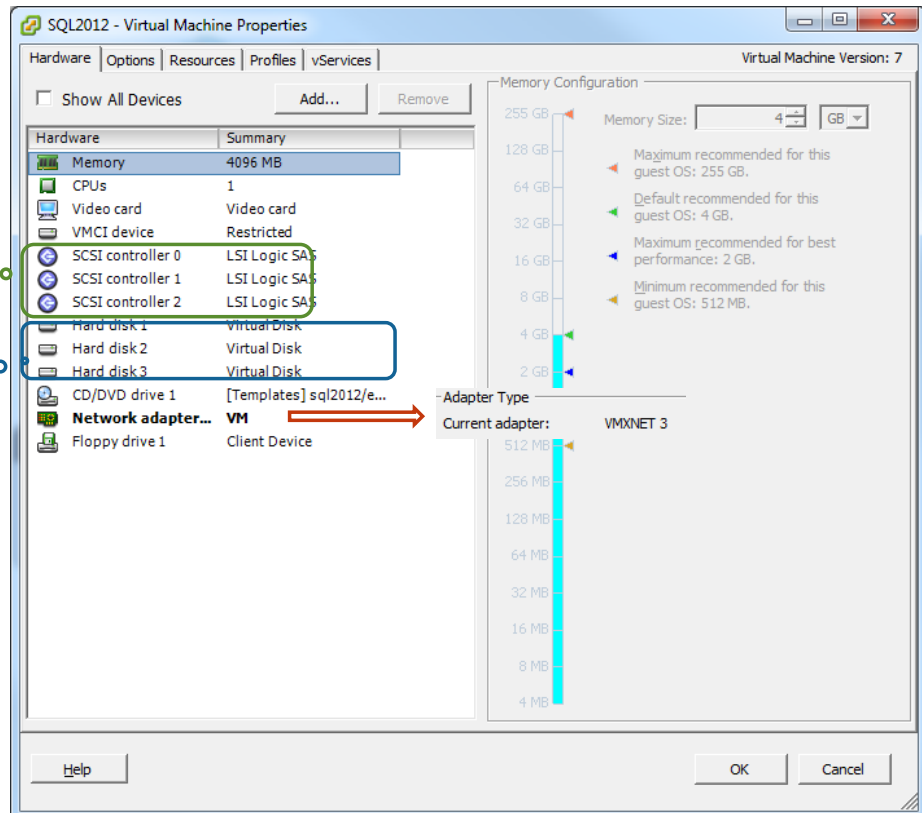 SQL2012 - Virtual Machine Properties
Hardware Options Resources Profiles vServices
Virtual Machine Version: 7
Show All Devices
Add...
Remove
Hardware Summary
Memory 4096 MB
CPUs 1
Video card Video card
VMCI device Restricted
SCSI controller 0 LSI Logic SAS
SCSI controller 1 LSI Logic SAS
SCSI controller 2 LSI Logic SAS
Hard disk 1 Virtual Disk
Hard disk 2 Virtual Disk
Hard disk 3 Virtual Disk
CD/DVD drive 1 [Templates] sql2012/e...
Network adapter... VM
Floppy drive 1 Client Device
Memory Configuration
255 GB
128 GB
64 GB
32 GB
16 GB
8 GB
4 GB
2 GB
Memory Size: 4 GB
Maximum recommended for this
guest OS: 255 GB.
Default recommended for this
guest OS: 4 GB.
Maximum recommended for best
performance: 2 GB.
Minimum recommended for this
guest OS: 512 MB.
Adapter Type
Current adapter: VMXNET 3
512 MB
256 MB
128 MB
64 MB
32 MB
16 MB
8 MB
4 MB
Help
OK
Cancel